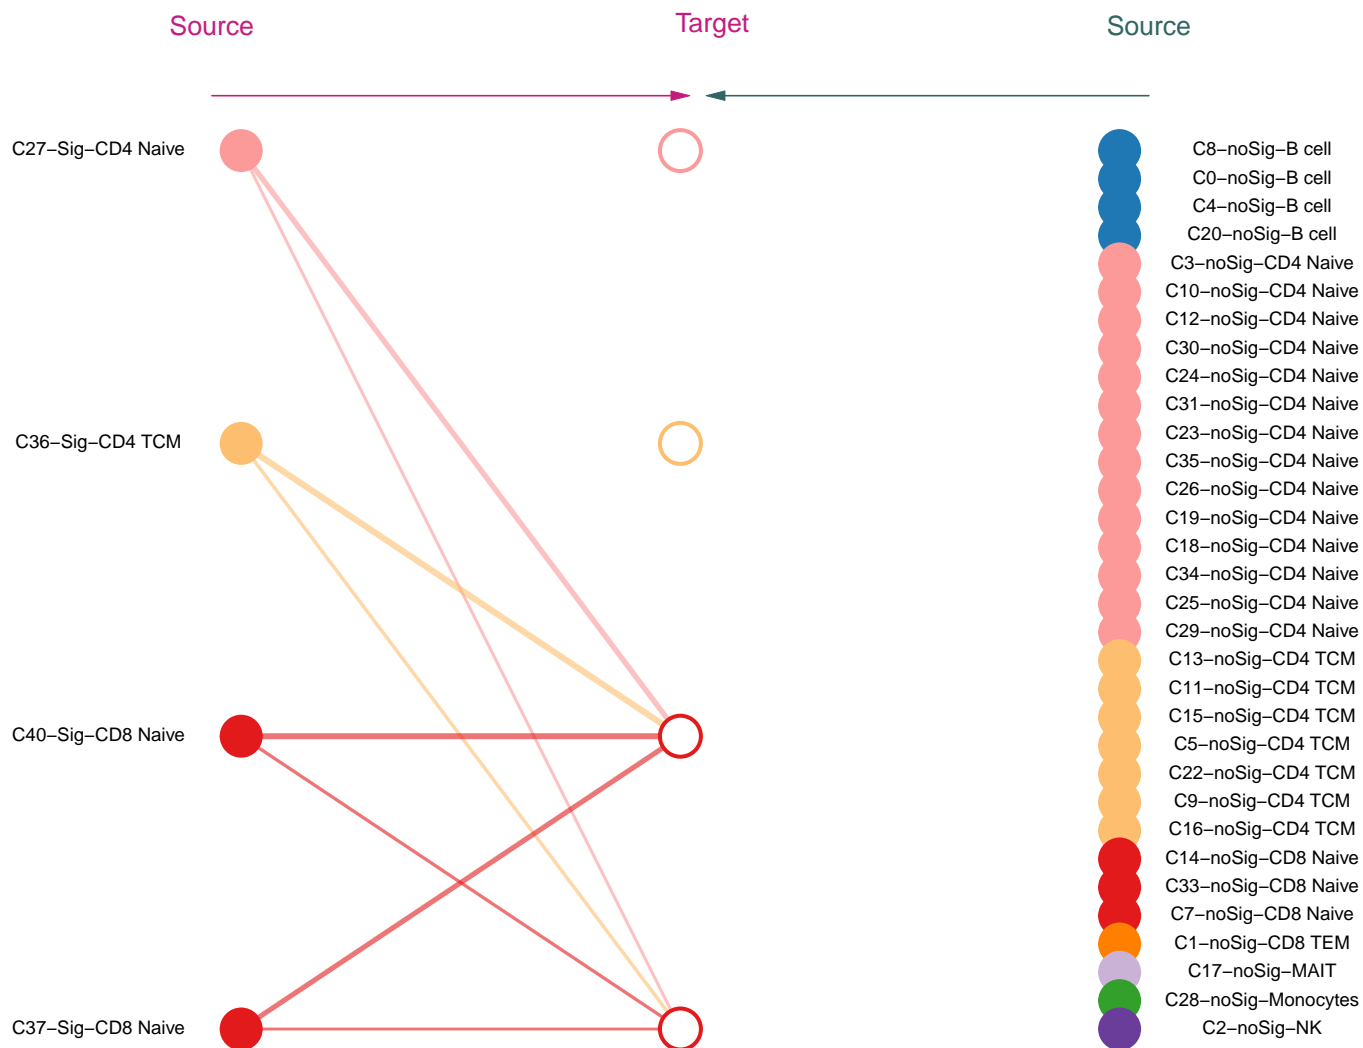 Source
Target
Source
C27−Sig−CD4 Naive
C36−Sig−CD4 TCM
C40−Sig−CD8 Naive
C37−Sig−CD8 Naive
C8−noSig−B cell
C0−noSig−B cell
C4−noSig−B cell
C20−noSig−B cell
C3−noSig−CD4 Naive
C10−noSig−CD4 Naive
C12−noSig−CD4 Naive
C30−noSig−CD4 Naive
C24−noSig−CD4 Naive
C31−noSig−CD4 Naive
C23−noSig−CD4 Naive
C35−noSig−CD4 Naive
C26−noSig−CD4 Naive
C19−noSig−CD4 Naive
C18−noSig−CD4 Naive
C34−noSig−CD4 Naive
C25−noSig−CD4 Naive
C29−noSig−CD4 Naive
C13−noSig−CD4 TCM
C11−noSig−CD4 TCM
C15−noSig−CD4 TCM
C5−noSig−CD4 TCM
C22−noSig−CD4 TCM
C9−noSig−CD4 TCM
C16−noSig−CD4 TCM
C14−noSig−CD8 Naive
C33−noSig−CD8 Naive
C7−noSig−CD8 Naive
C1−noSig−CD8 TEM
C17−noSig−MAIT
C28−noSig−Monocytes
C2−noSig−NK